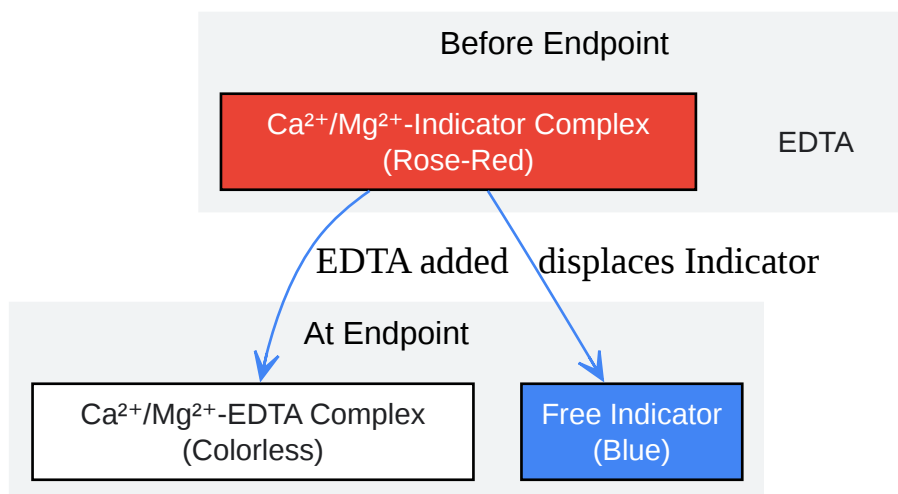 Before Endpoint
Ca²⁺/Mg²⁺-Indicator Complex
(Rose-Red)
EDTA
EDTA added
displaces Indicator
At Endpoint
Ca²⁺/Mg²⁺-EDTA Complex
(Colorless)
Free Indicator
(Blue)